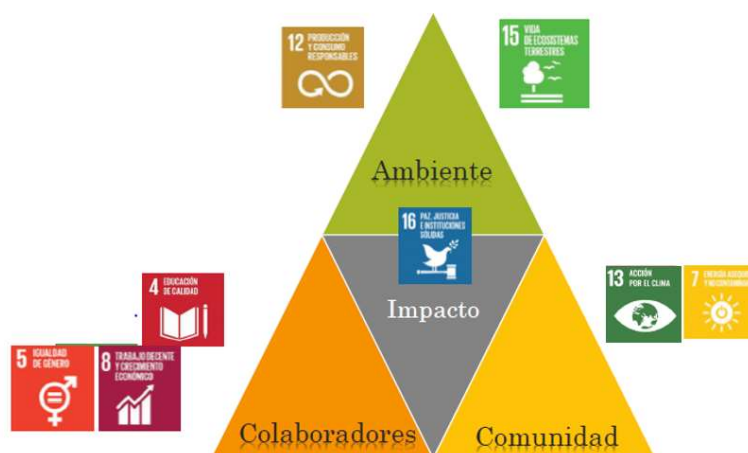 12 PRODUCCIÓN
Y CONSUMO
RESPONSABLES
15 VIDA
DE ECOSISTEMAS
TERRESTRES
Ambiente
16 PAZ, JUSTICIA
E INSTITUCIONES
SÓLIDAS
4 EDUCACIÓN
DE CALIDAD
Impacto
13 ACCIÓN
POR EL CLIMA
7 ENERGÍA
5 IGUALDAD
DE GÉNERO
8 TRABAJO DECENTE
Y CRECIMIENTO
ECONÓMICO
Colaboradores
Comunidad